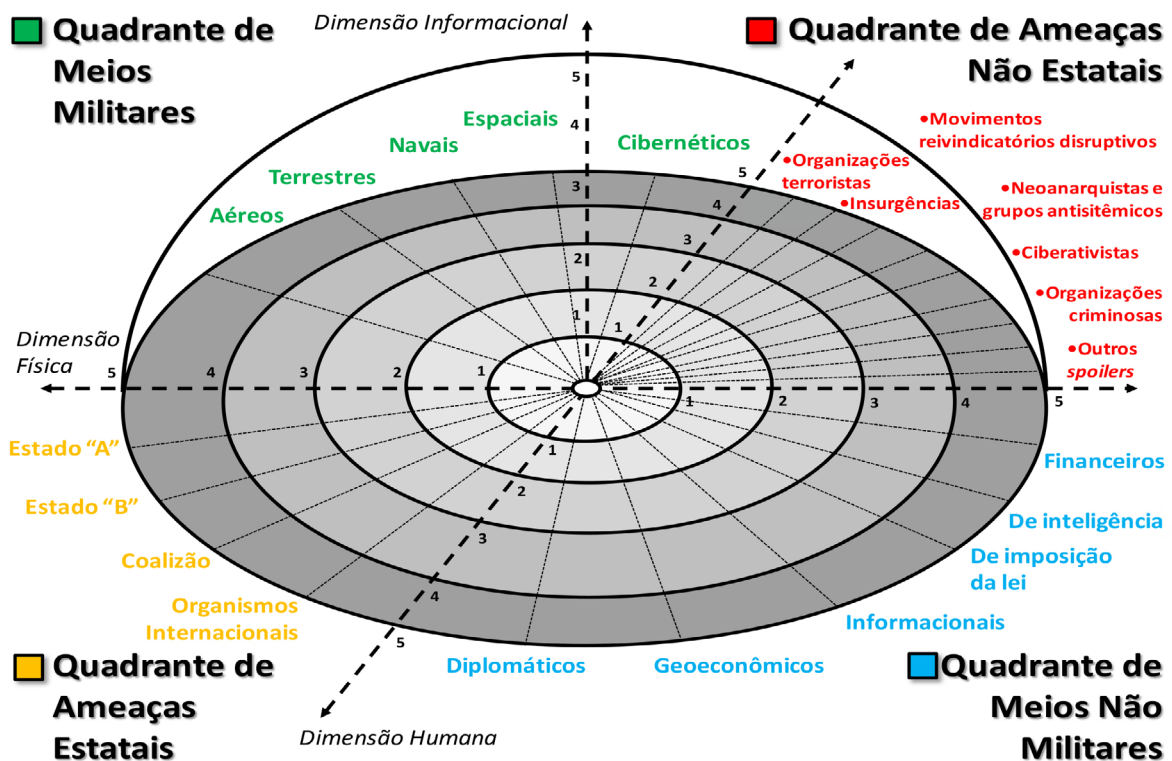 Quadrante de
Meios
Militares
Dimensão Informacional
Quadrante de Ameaças
Não Estatais
5
4
3
2
1
Espaciais
Navais
Terrestres
Aéreos
Cibernéticos
5
4
3
2
1
•Organizações
terroristas
•Insurgências
•Movimentos
reivindicatórios disruptivos
•Neoanarquistas e
grupos antisitêmicos
•Ciberativistas
•Organizações
criminosas
•Outros
spoilers
Dimensão
Física
5
4
3
2
1
1
2
3
4
5
Estado “A”
Estado “B”
Coalizão
Organismos
Internacionais
1
2
3
4
5
Financeiros
De inteligência
De imposição
da lei
Informacionais
Geoeconômicos
Diplomáticos
Quadrante de
Ameaças
Estatais
Dimensão Humana
Quadrante de
Meios Não
Militares